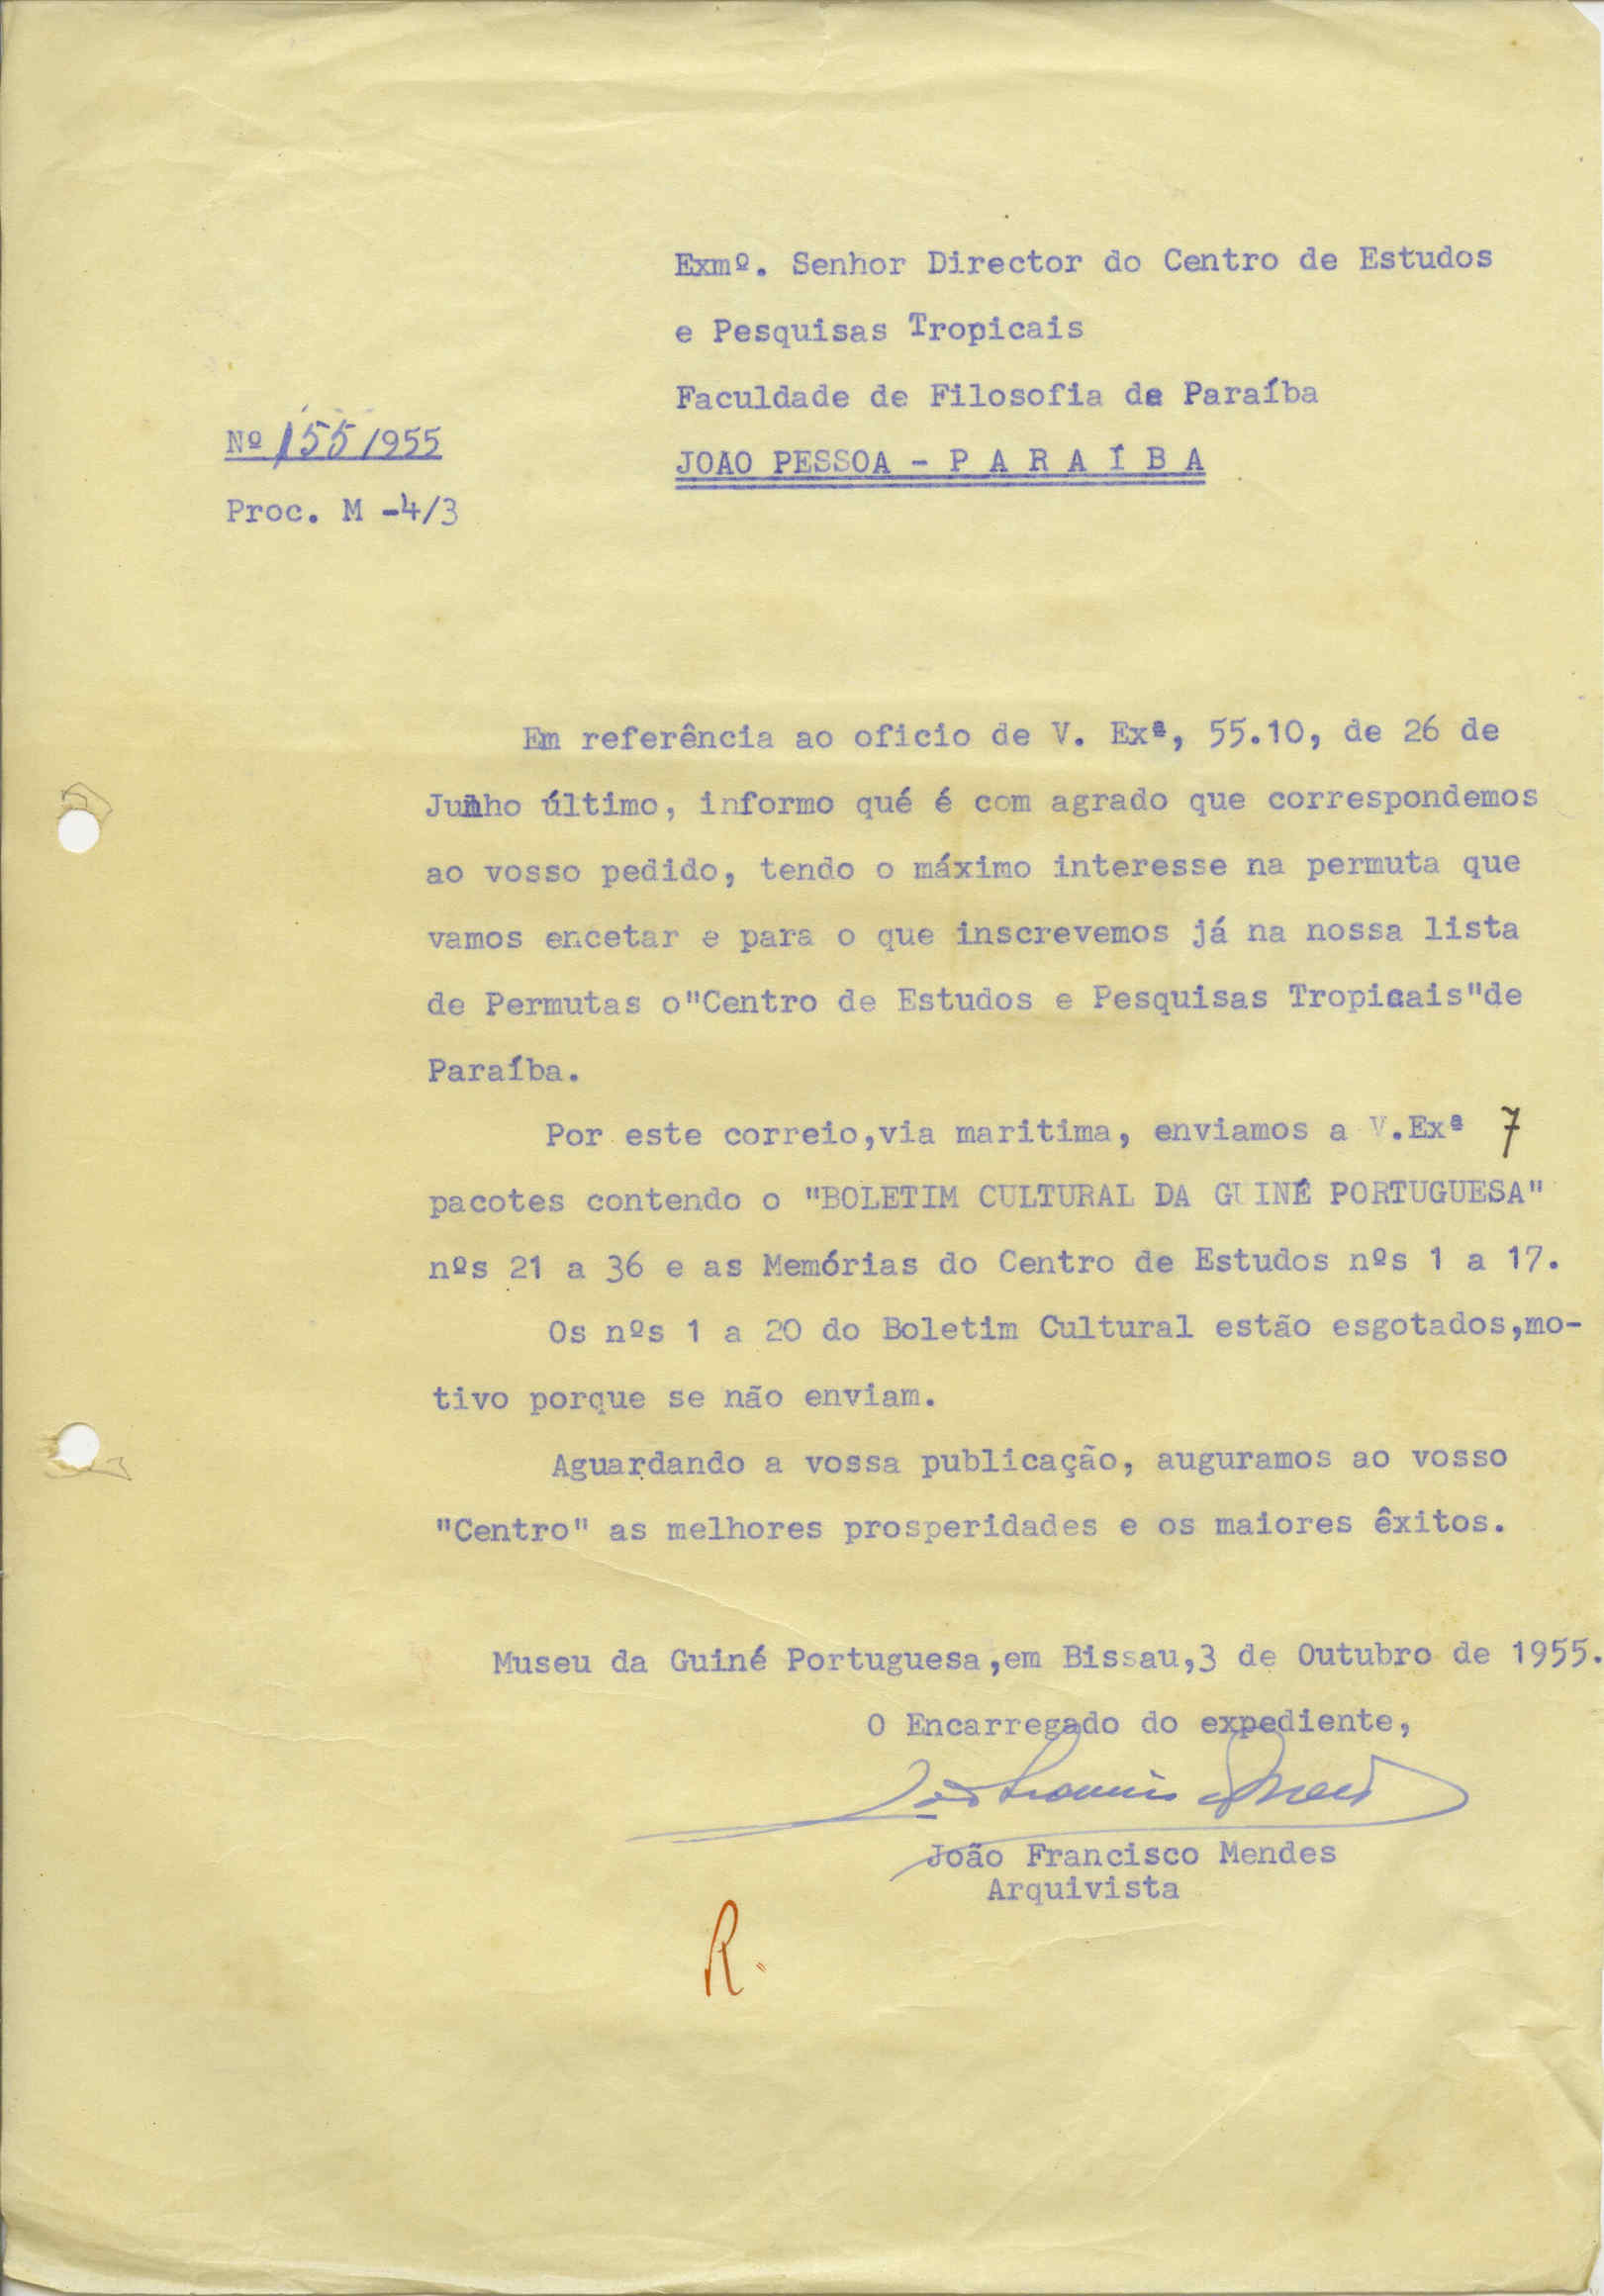 Exmº. Senhor Director do Centro de Estudos
e Pesquisas Tropicais
Faculdade de Filosofia de Paraíba
JOAO PESSOA - P A R A Í B A
Nº 155/955
Proc. M -4/3
Em referência ao oficio de V. Exª, 55.10, de 26 de
Junho último, informo qué é com agrado que correspondemos
ao vosso pedido, tendo o máximo interesse na permuta que
vamos encetar e para o que inscrevemos já na nossa lista
de Permutas o"Centro de Estudos e Pesquisas Tropicais"de
Paraíba.
Por este correio,via maritima, enviamos a V.Exª 7
pacotes contendo o "BOLETIM CULTURAL DA GUINÉ PORTUGUESA"
nºs 21 a 36 e as Memórias do Centro de Estudos nºs 1 a 17.
Os nºs 1 a 20 do Boletim Cultural estão esgotados,mo-
tivo porque se não enviam.
Aguardando a vossa publicação, auguramos ao vosso
"Centro" as melhores prosperidades e os maiores êxitos.
Museu da Guiné Portuguesa,em Bissau,3 de Outubro de 1955.
O Encarregado do expediente,
João Francisco Mendes
João Francisco Mendes
Arquivista
R.